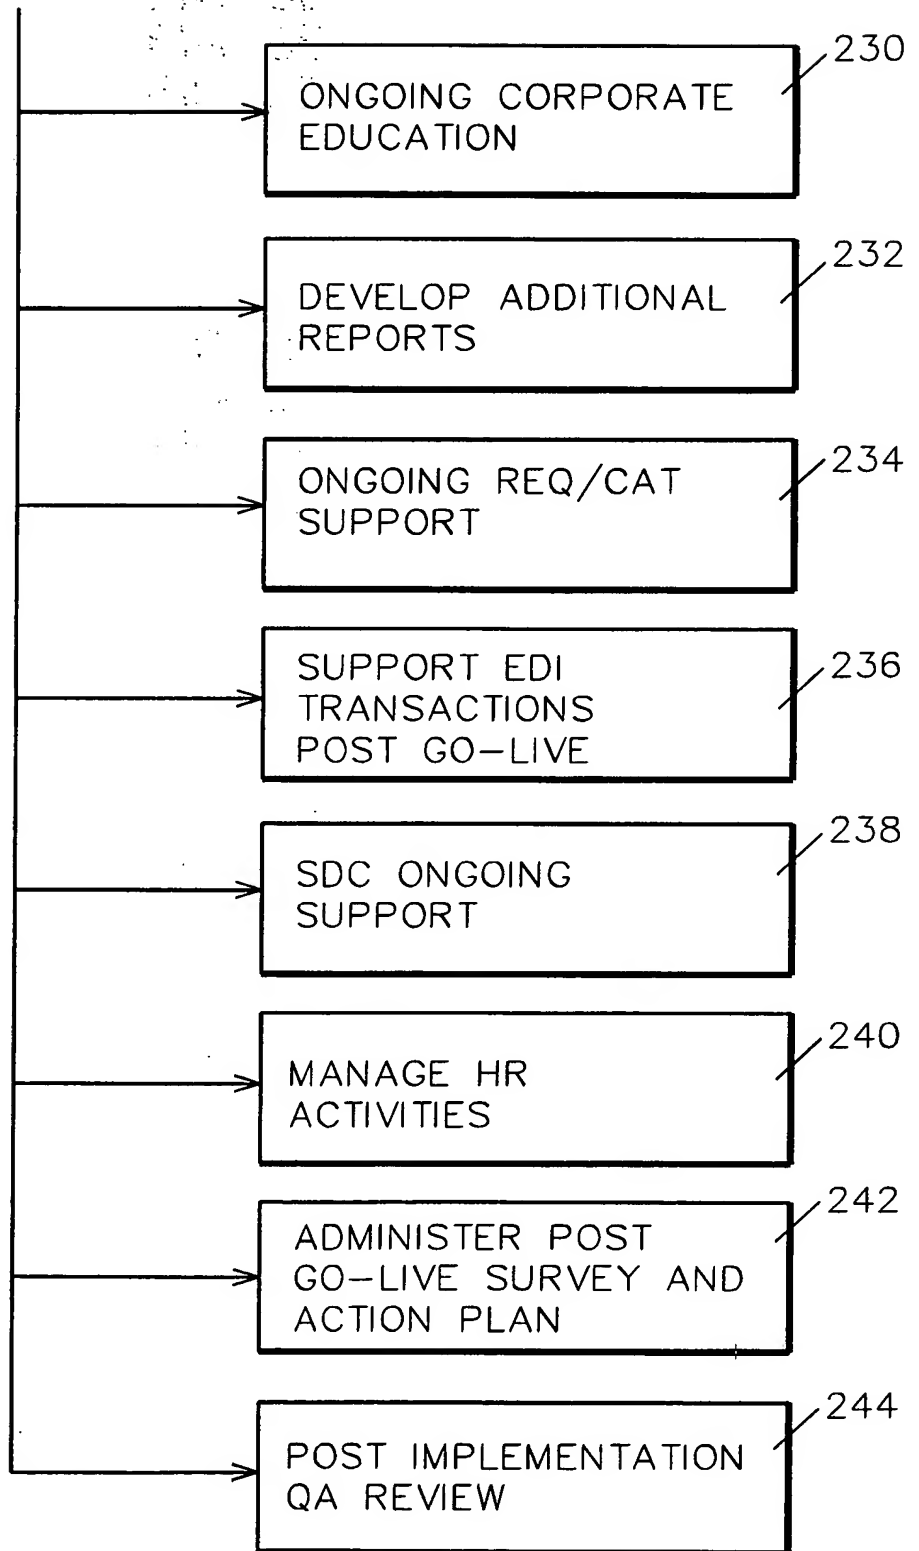 230
ONGOING CORPORATE
EDUCATION
232
DEVELOP ADDITIONAL
REPORTS
234
ONGOING REQ/CAT
SUPPORT
236
SUPPORT EDI
TRANSACTIONS
POST GO-LIVE
238
SDC ONGOING
SUPPORT
240
MANAGE HR
ACTIVITIES
242
ADMINISTER POST
GO-LIVE SURVEY AND
ACTION PLAN
244
POST IMPLEMENTATION
QA REVIEW